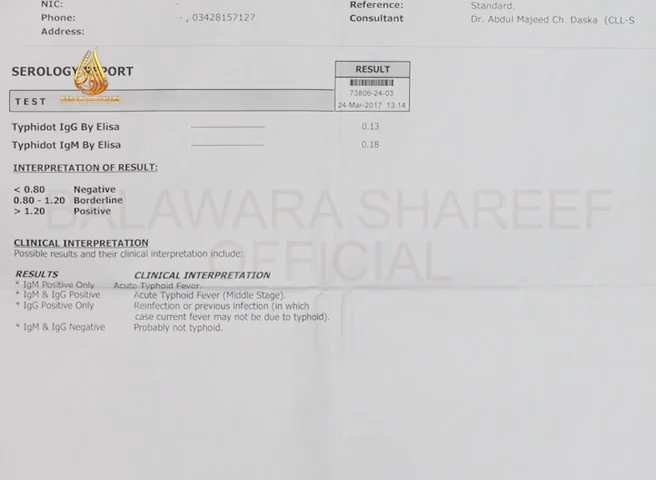 NIC: -
Reference: Standard.
Phone: - , 03428157127
Consultant Dr. Abdul Majeed Ch. Daska (CLL-S
Address:
SEROLOGY REPORT
RESULT
73806-24-03
TEST
24-Mar-2017 13:14
Typhidot IgG By Elisa 0.13
Typhidot IgM By Elisa 0.18
INTERPRETATION OF RESULT:
< 0.80 Negative
0.80 - 1.20 Borderline
> 1.20 Positive
BALAWARA SHAREEF
OFFICIAL
CLINICAL INTERPRETATION
Possible results and their clinical interpretation include:
RESULTS CLINICAL INTERPRETATION
* IgM Positive Only Acute Typhoid Fever.
* IgM & IgG Positive Acute Typhoid Fever (Middle Stage).
* IgG Positive Only Reinfection or previous infection (in which
case current fever may not be due to typhoid).
* IgM & IgG Negative Probably not typhoid.